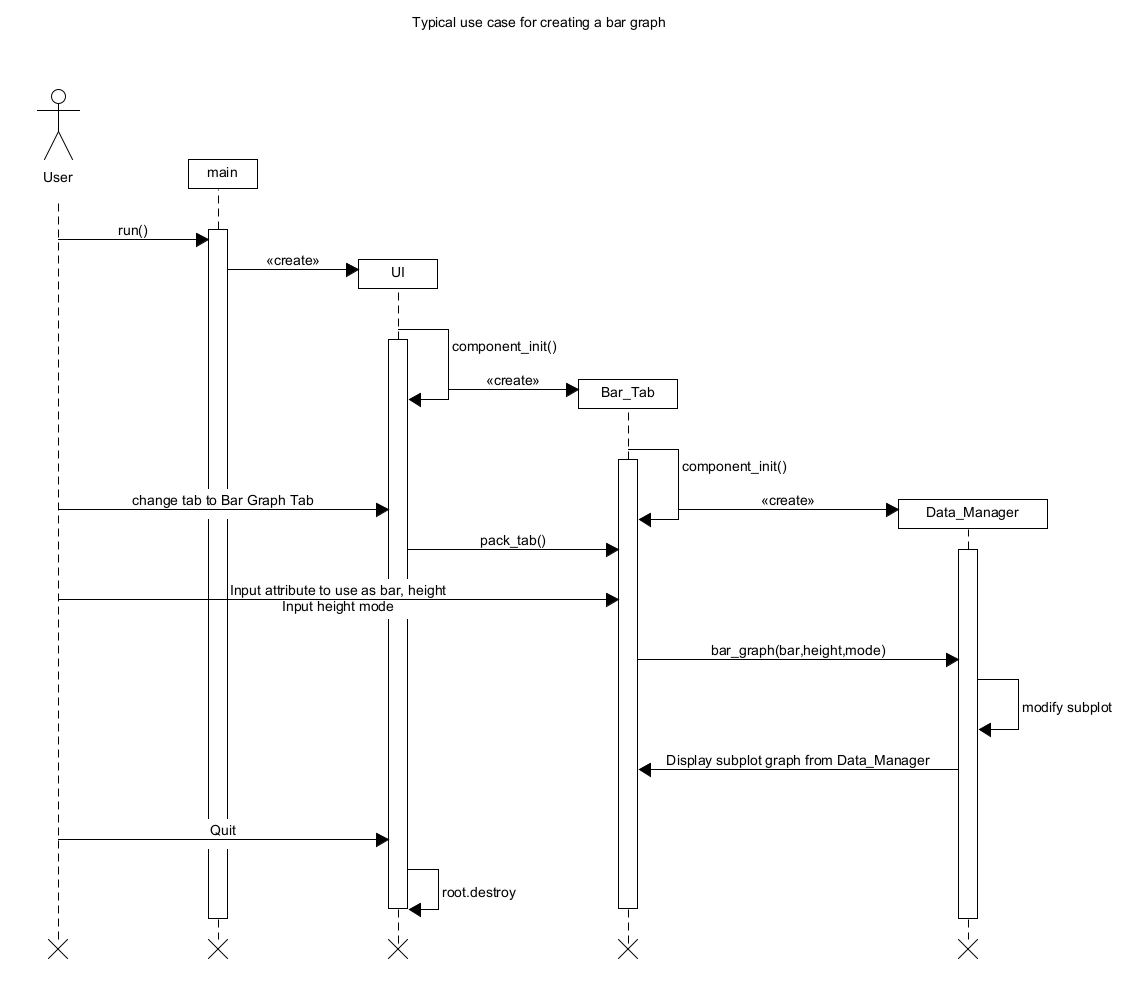 Typical use case for creating a bar graph
User
main
run()
«create»
UI
component_init()
«create»
Bar_Tab
component_init()
change tab to Bar Graph Tab
«create»
Data_Manager
pack_tab()
Input attribute to use as bar, height
Input height mode
bar_graph(bar,height,mode)
modify subplot
Display subplot graph from Data_Manager
Quit
root.destroy